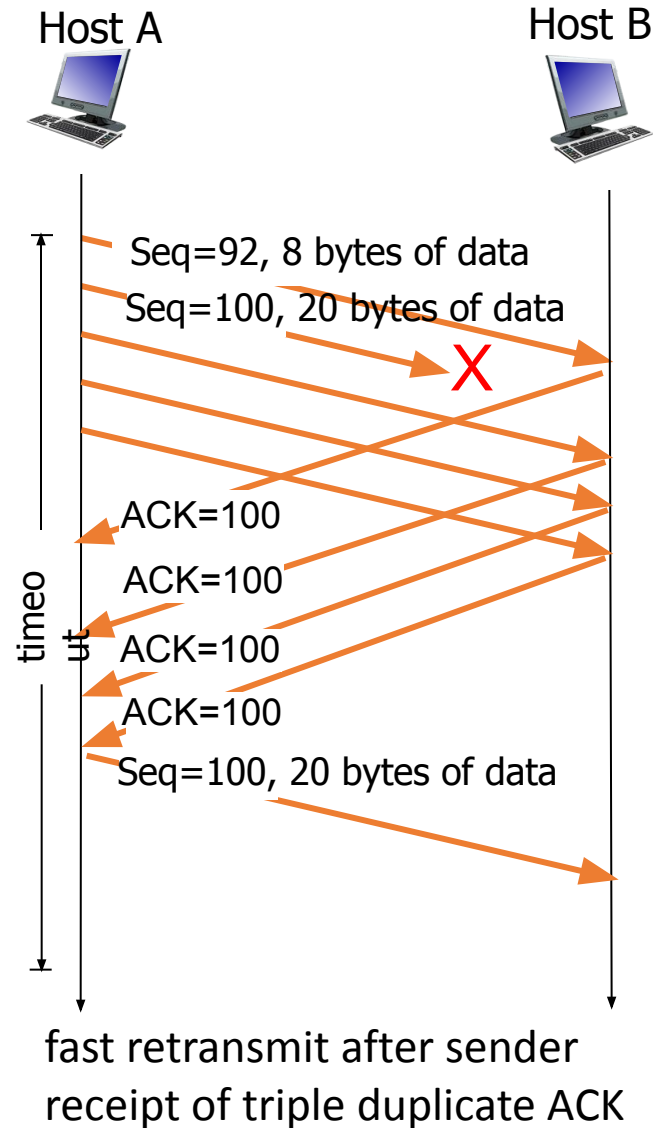 Host A
Host B
Seq=92, 8 bytes of data
Seq=100, 20 bytes of data
X
ACK=100
ACK=100
timeo
ut
ACK=100
ACK=100
Seq=100, 20 bytes of data
fast retransmit after sender
receipt of triple duplicate ACK